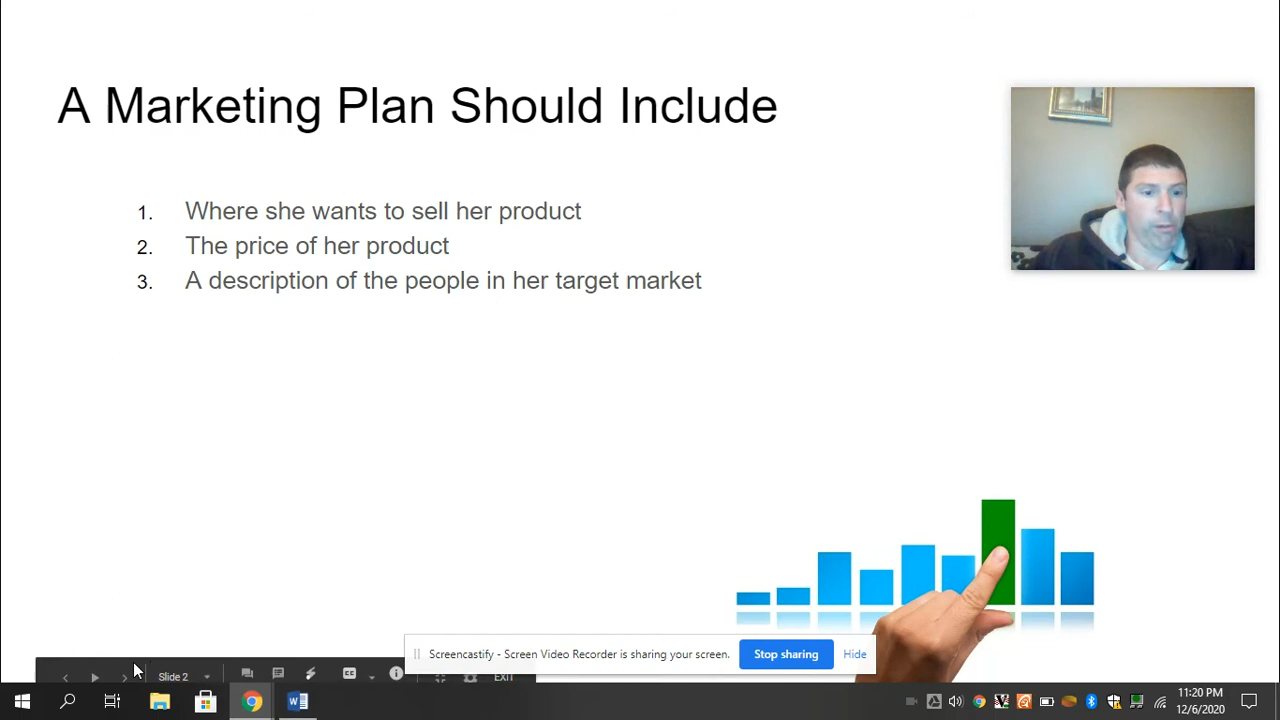 A Marketing Plan Should Include
1. Where she wants to sell her product
2. The price of her product
3. A description of the people in her target market
Screencastify - Screen Video Recorder is sharing your screen.
Stop sharing
Hide
Slide 2
CC
EXIT
11:20 PM
12/6/2020